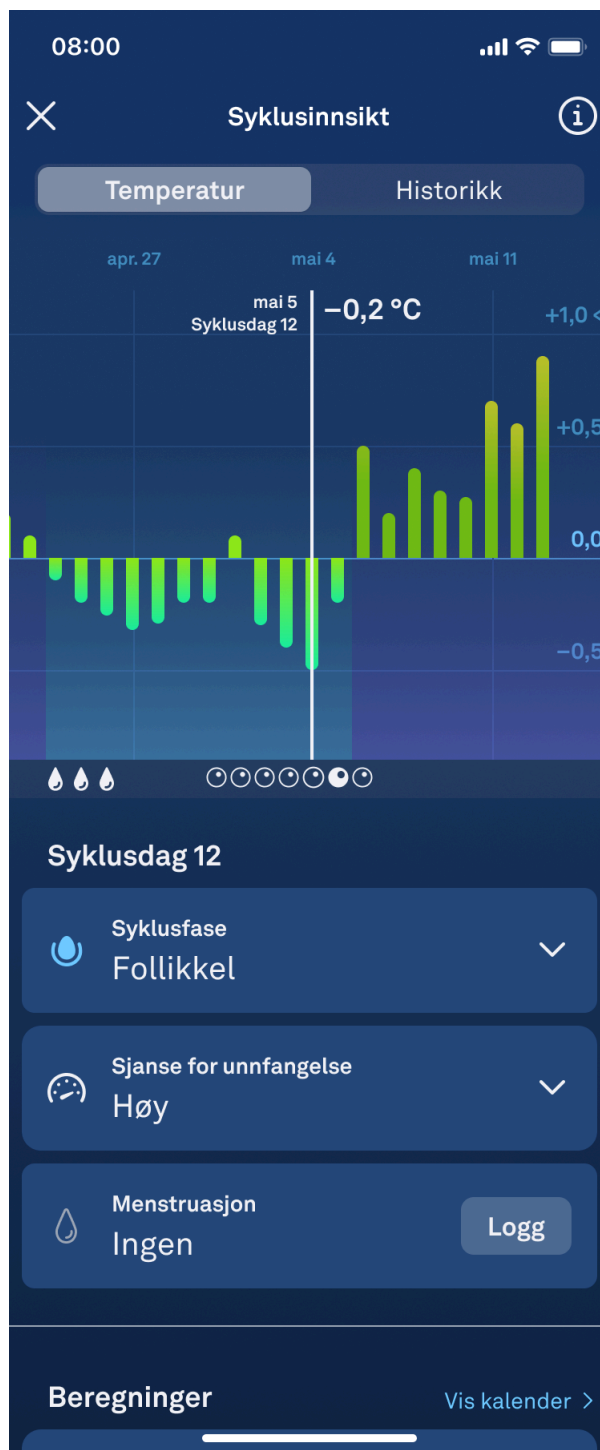 08:00
Syklusinnsikt
Temperatur
Historikk
apr. 27
mai 4
mai 11
mai 5
Syklusdag 12
−0,2 °C
+1,0
+0,5
0,0
−0,5
Syklusdag 12
Syklusfase
Follikkel
Sjanse for unnfangelse
Høy
Menstruasjon
Ingen
Logg
Beregninger
Vis kalender >